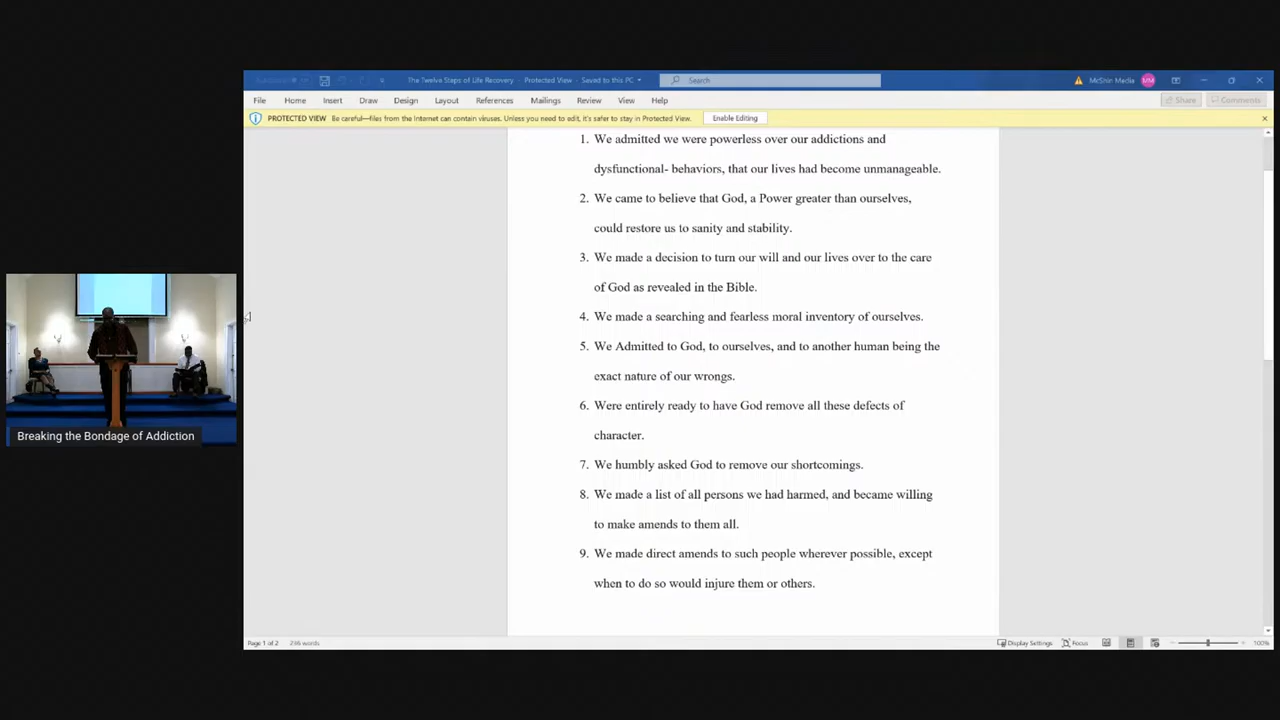 The Twelve Steps of Life Recovery - Protected View - Saved to this PC
Search
McShin Media
MM
File Home Insert Draw Design Layout References Mailings Review View Help
Share Comments
PROTECTED VIEW Be careful—files from the Internet can contain viruses. Unless you need to edit, it's safer to stay in Protected View. Enable Editing
1. We admitted we were powerless over our addictions and
dysfunctional- behaviors, that our lives had become unmanageable.
2. We came to believe that God, a Power greater than ourselves,
could restore us to sanity and stability.
3. We made a decision to turn our will and our lives over to the care
of God as revealed in the Bible.
4. We made a searching and fearless moral inventory of ourselves.
5. We Admitted to God, to ourselves, and to another human being the
exact nature of our wrongs.
6. Were entirely ready to have God remove all these defects of
character.
7. We humbly asked God to remove our shortcomings.
8. We made a list of all persons we had harmed, and became willing
to make amends to them all.
9. We made direct amends to such people wherever possible, except
when to do so would injure them or others.
Breaking the Bondage of Addiction
Page 1 of 2 236 words
Display Settings Focus 100%